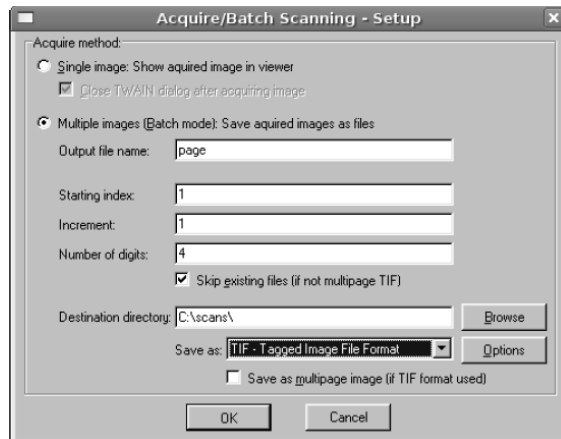 Acquire/Batch Scanning - Setup
Acquire method:
Single image: Show aquired image in viewer
Close TWAIN dialog after acquiring image
Multiple images (Batch mode): Save aquired images as files
Output file name: page
Starting index: 1
Increment: 1
Number of digits: 4
Skip existing files (if not multipage TIF)
Destination directory: C:\scans\ Browse
Save as: TIF - Tagged Image File Format Options
Save as multipage image (if TIF format used)
OK Cancel